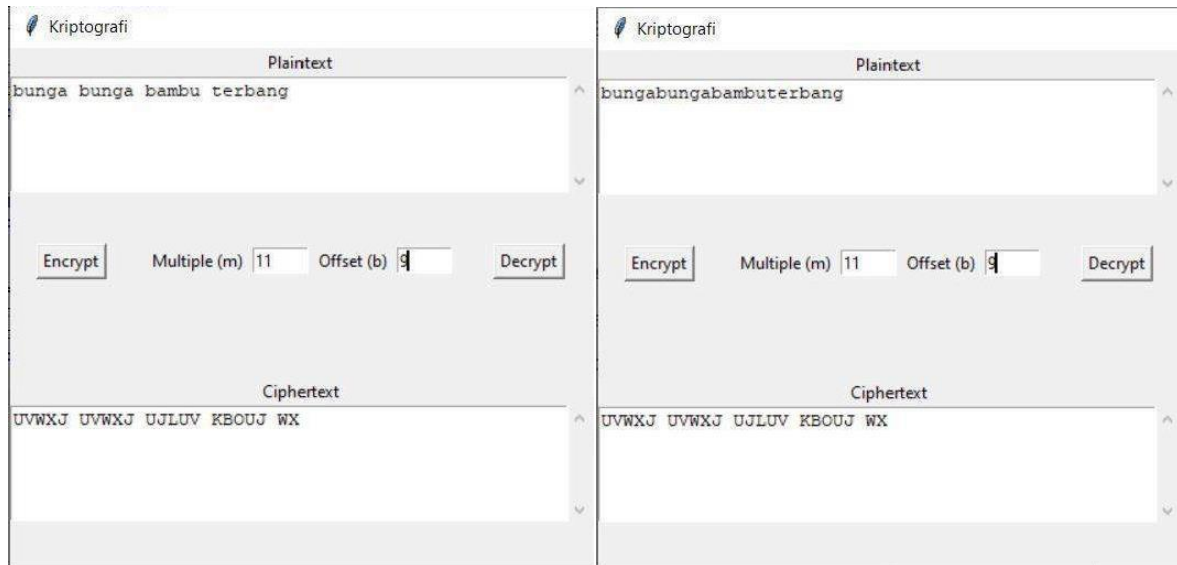 Kriptografi
Plaintext
bunga bunga bambu terbang
Encrypt Multiple (m) 11 Offset (b) 9 Decrypt
Ciphertext
UVWXJ UVWXJ UJLUV KBOUJ WX
Kriptografi
Plaintext
bungabungabambuterbang
Encrypt Multiple (m) 11 Offset (b) 9 Decrypt
Ciphertext
UVWXJ UVWXJ UJLUV KBOUJ WX